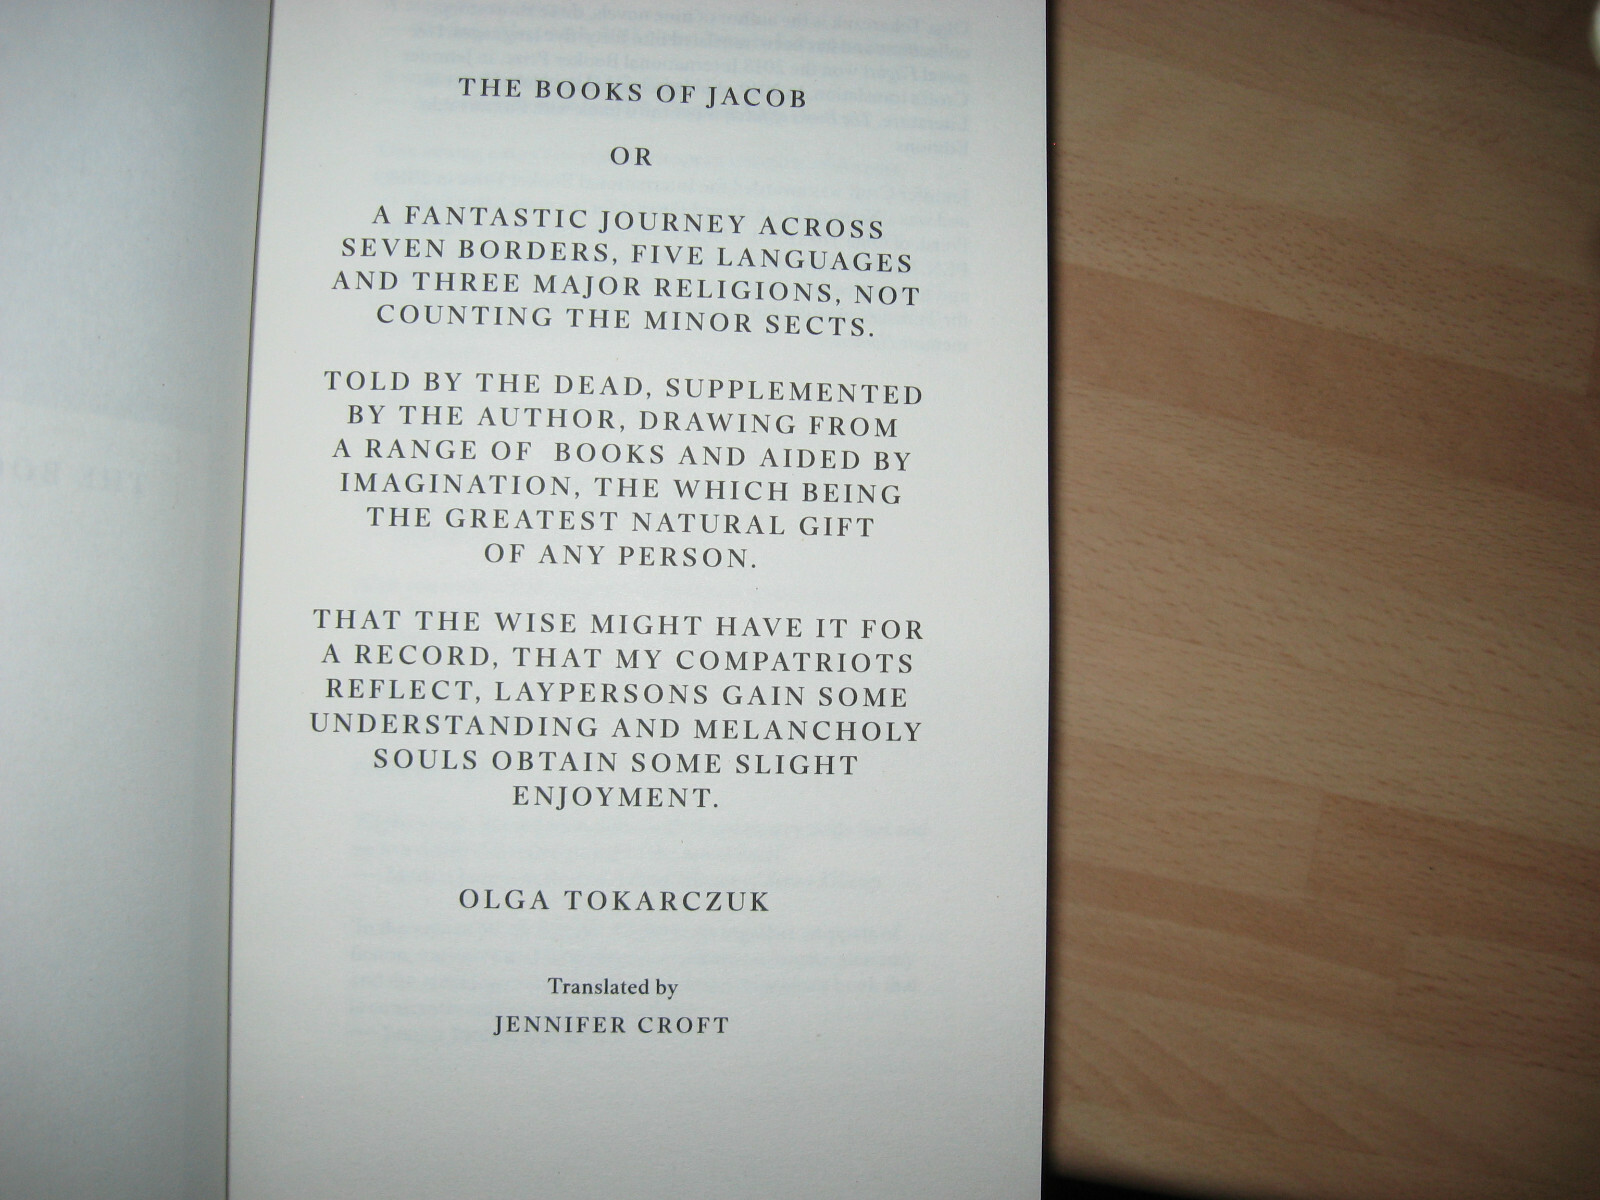 THE BOOKS OF JACOB
OR
A FANTASTIC JOURNEY ACROSS
SEVEN BORDERS, FIVE LANGUAGES
AND THREE MAJOR RELIGIONS, NOT
COUNTING THE MINOR SECTS.
TOLD BY THE DEAD, SUPPLEMENTED
BY THE AUTHOR, DRAWING FROM
A RANGE OF BOOKS AND AIDED BY
IMAGINATION, THE WHICH BEING
THE GREATEST NATURAL GIFT
OF ANY PERSON.
THAT THE WISE MIGHT HAVE IT FOR
A RECORD, THAT MY COMPATRIOTS
REFLECT, LAYPERSONS GAIN SOME
UNDERSTANDING AND MELANCHOLY
SOULS OBTAIN SOME SLIGHT
ENJOYMENT.
OLGA TOKARCZUK
Translated by
JENNIFER CROFT